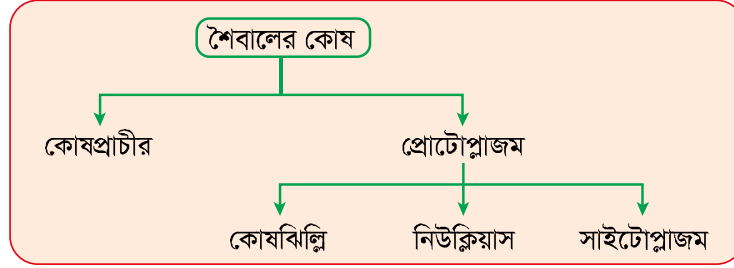 শৈবালের কোষ
কোষপ্রাচীর প্রোটোপ্লাজম
কোষঝিল্লি নিউক্লিয়াস সাইটোপ্লাজম